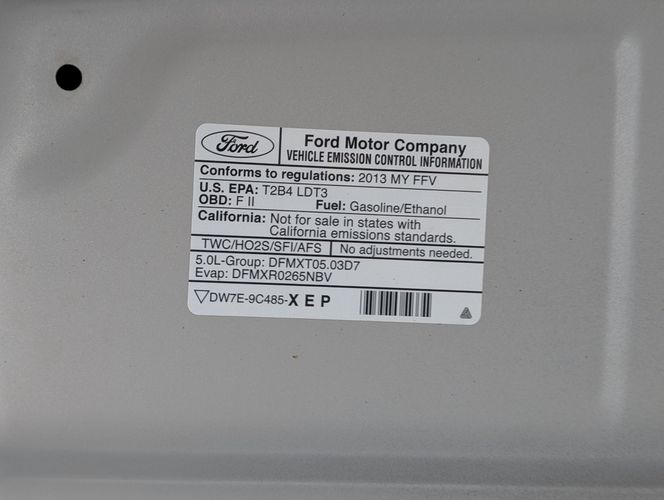 Ford
Ford Motor Company
VEHICLE EMISSION CONTROL INFORMATION
Conforms to regulations: 2013 MY FFV
U.S. EPA: T2B4 LDT3
OBD: F II Fuel: Gasoline/Ethanol
California: Not for sale in states with
California emissions standards.
TWC/HO2S/SFI/AFS No adjustments needed.
5.0L-Group: DFMXT05.03D7
Evap: DFMXR0265NBV
DW7E-9C485-XEP